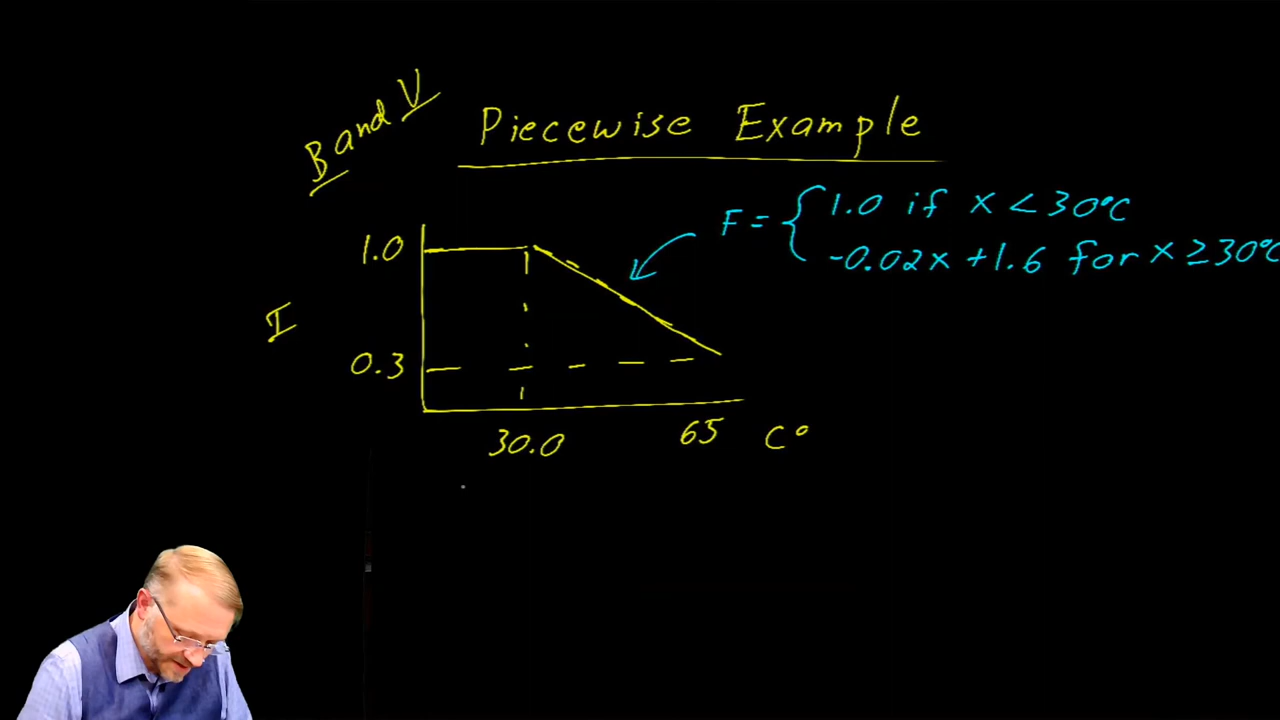 B and V
Piecewise Example
F = { 1.0 if x < 30°C
-0.02x + 1.6 for x ≥ 30°C
1.0
I
0.3
30.0 65 C°